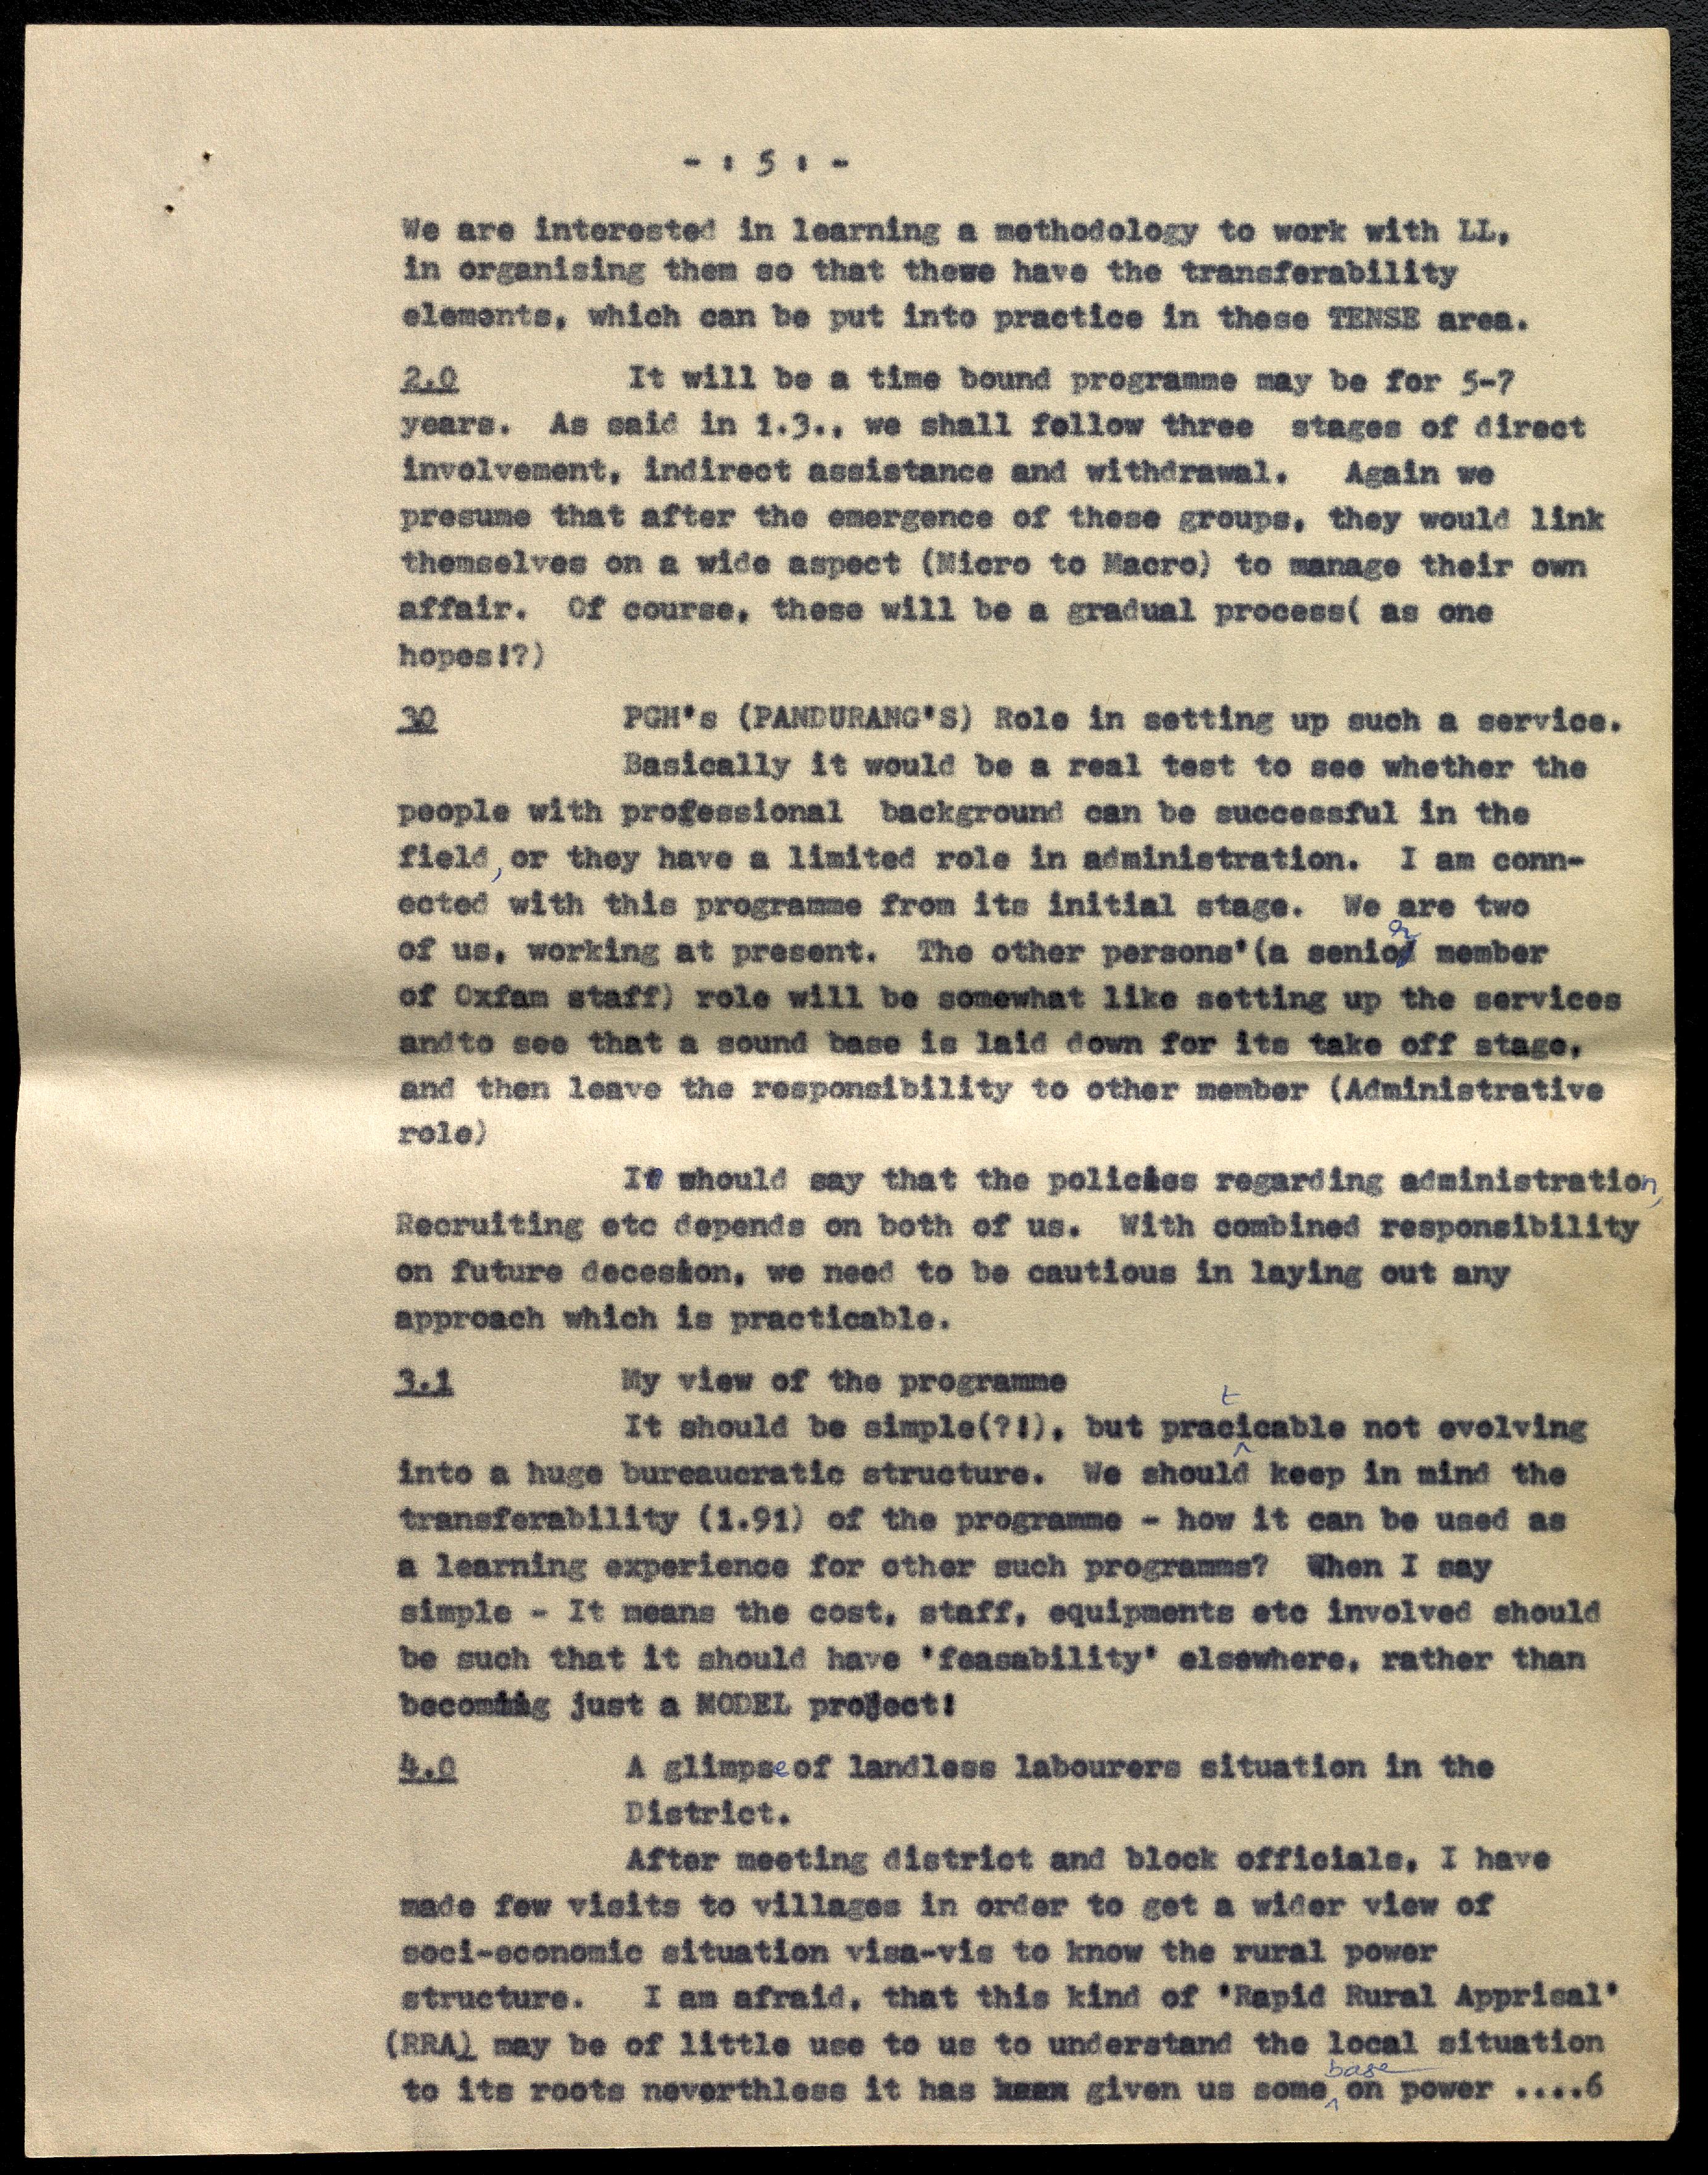 - : 5 : -
We are interested in learning a methodology to work with LL,
in organising them so that these have the transferability
elements, which can be put into practice in these TENSE area.
2.0 It will be a time bound programme may be for 5-7
years. As said in 1.3., we shall follow three stages of direct
involvement, indirect assistance and withdrawal. Again we
presume that after the emergence of these groups, they would link
themselves on a wide aspect (Micro to Macro) to manage their own
affair. Of course, these will be a gradual process( as one
hopes!?)
30 PGH's (PANDURANG'S) Role in setting up such a service.
Basically it would be a real test to see whether the
people with professional background can be successful in the
field, or they have a limited role in administration. I am conn-
ected with this programme from its initial stage. We are two
of us, working at present. The other persons'(a senior member
of Oxfam staff) role will be somewhat like setting up the services
andto see that a sound base is laid down for its take off stage,
and then leave the responsibility to other member (Administrative
role)
I should say that the policies regarding administration,
Recruiting etc depends on both of us. With combined responsibility
on future decesion, we need to be cautious in laying out any
approach which is practicable.
3.1 My view of the programme
It should be simple(?!), but practicable not evolving
into a huge bureaucratic structure. We should keep in mind the
transferability (1.91) of the programme - how it can be used as
a learning experience for other such programms? When I say
simple - It means the cost, staff, equipments etc involved should
be such that it should have 'feasability' elsewhere, rather than
becoming just a MODEL project!
4.0 A glimpse of landless labourers situation in the
District.
After meeting district and block officials, I have
made few visits to villages in order to get a wider view of
soci-economic situation visa-vis to know the rural power
structure. I am afraid, that this kind of 'Rapid Rural Apprisal'
(RRA) may be of little use to us to understand the local situation
to its roots neverthless it has given us some base on power ....6